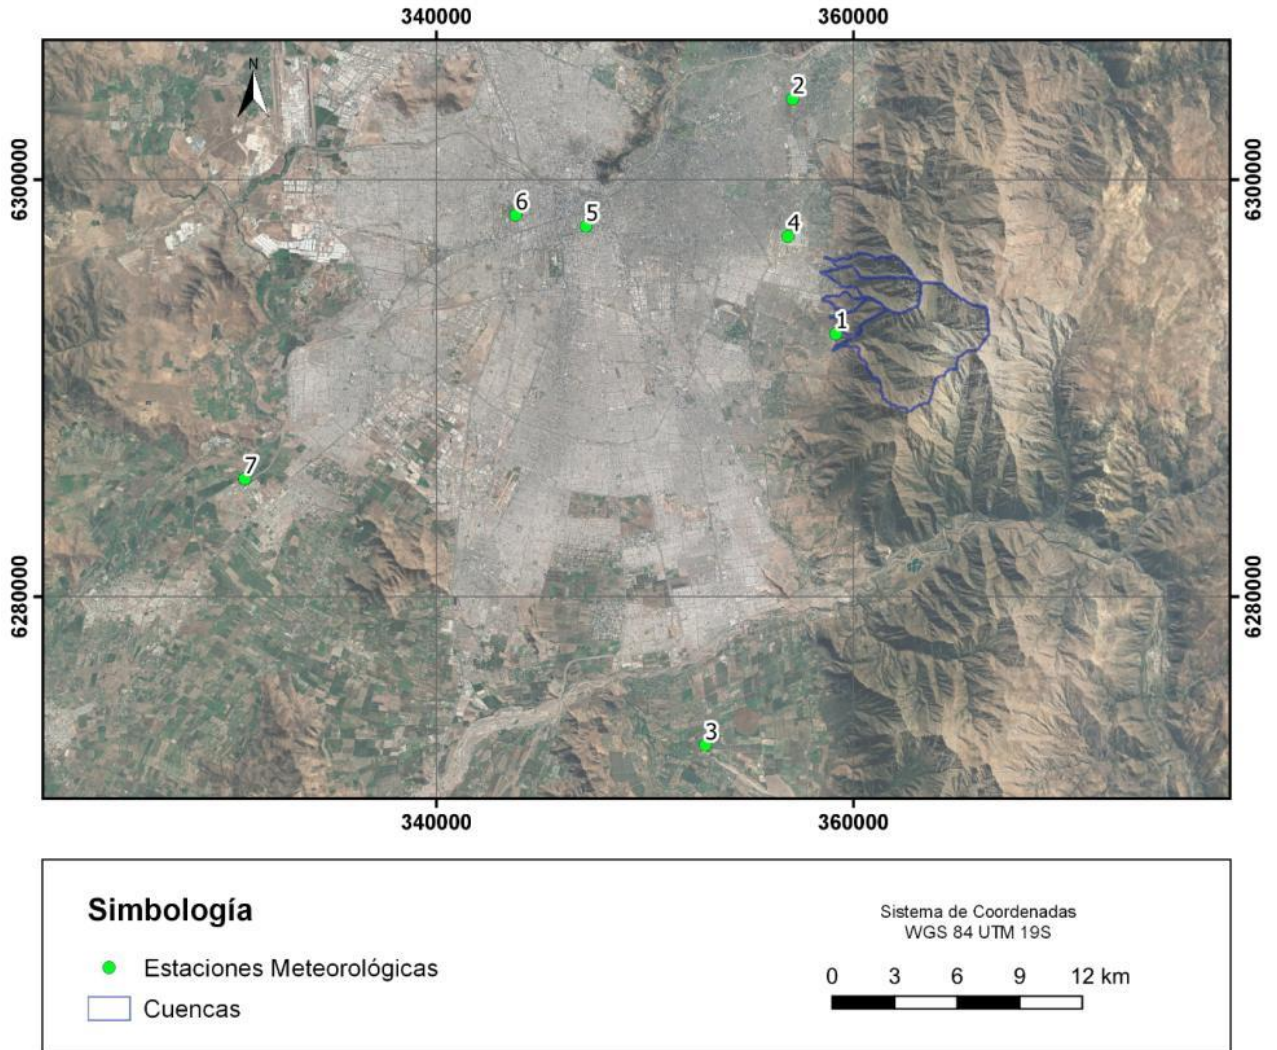 340000 360000
N
2
6300000 6300000
6
5
4
1
7
6280000 6280000
3
340000 360000
Simbología
Estaciones Meteorológicas
Cuencas
Sistema de Coordenadas
WGS 84 UTM 19S
0 3 6 9 12 km